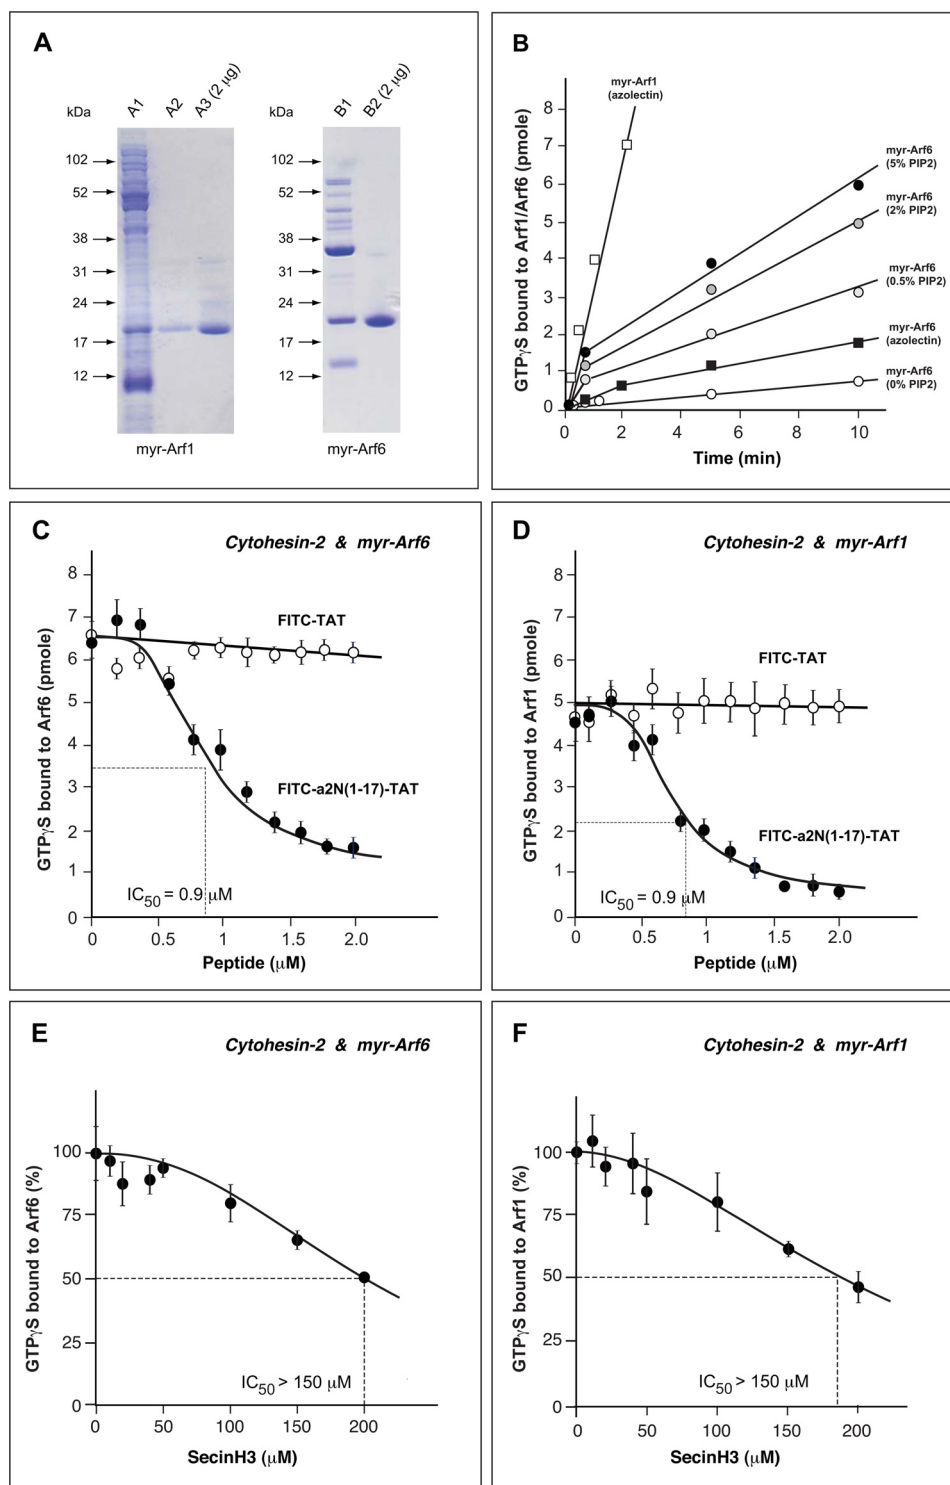 A
kDa
A1
A2
A3 (2 μg)
102
52
38
31
24
17
12
myr-Arf1
kDa
B1
B2 (2 μg)
102
52
38
31
24
17
12
myr-Arf6
B
GTPγS bound to Arf1/Arf6 (pmole)
8
7
6
5
4
3
2
1
0
0
2
4
6
8
10
Time (min)
myr-Arf1
(azolectin)
myr-Arf6
(5% PIP2)
myr-Arf6
(2% PIP2)
myr-Arf6
(0.5% PIP2)
myr-Arf6
(azolectin)
myr-Arf6
(0% PIP2)
C
Cytohesin-2 & myr-Arf6
GTPγS bound to Arf6 (pmole)
8
7
6
5
4
3
2
1
0
FITC-TAT
FITC-a2N(1-17)-TAT
IC50 = 0.9 μM
0
0.5
1
1.5
2.0
Peptide (μM)
D
Cytohesin-2 & myr-Arf1
GTPγS bound to Arf1 (pmole)
8
7
6
5
4
3
2
1
0
FITC-TAT
FITC-a2N(1-17)-TAT
IC50 = 0.9 μM
0
0.5
1
1.5
2.0
Peptide (μM)
E
Cytohesin-2 & myr-Arf6
GTPγS bound to Arf6 (%)
100
75
50
25
0
IC50 > 150 μM
0
50
100
150
200
SecinH3 (μM)
F
Cytohesin-2 & myr-Arf1
GTPγS bound to Arf1 (%)
100
75
50
25
0
IC50 > 150 μM
0
50
100
150
200
SecinH3 (μM)